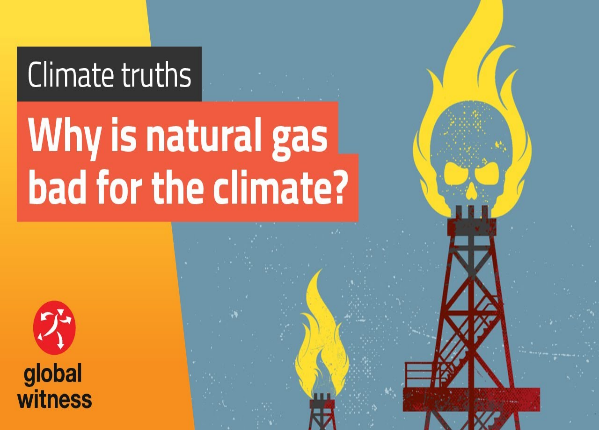 Climate truths
Why is natural gas
bad for the climate?
global
witness